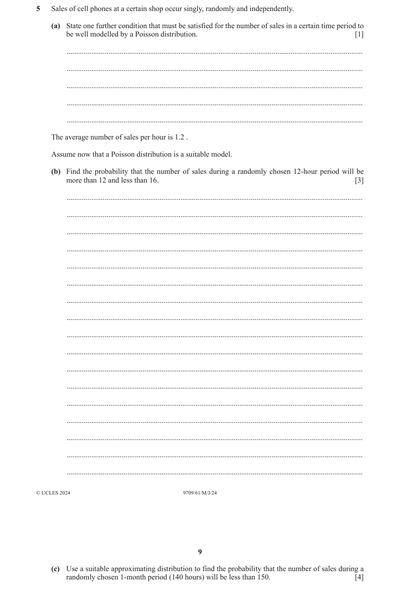 5 Sales of cell phones at a certain shop occur singly, randomly and independently.
(a) State one further condition that must be satisfied for the number of sales in a certain time period to
be well modelled by a Poisson distribution. [1]
The average number of sales per hour is 1.2 .
Assume now that a Poisson distribution is a suitable model.
(b) Find the probability that the number of sales during a randomly chosen 12-hour period will be
more than 12 and less than 16. [3]
© UCLES 2024 9709/61/M/J/24
9
(c) Use a suitable approximating distribution to find the probability that the number of sales during a
randomly chosen 1-month period (140 hours) will be less than 150. [4]